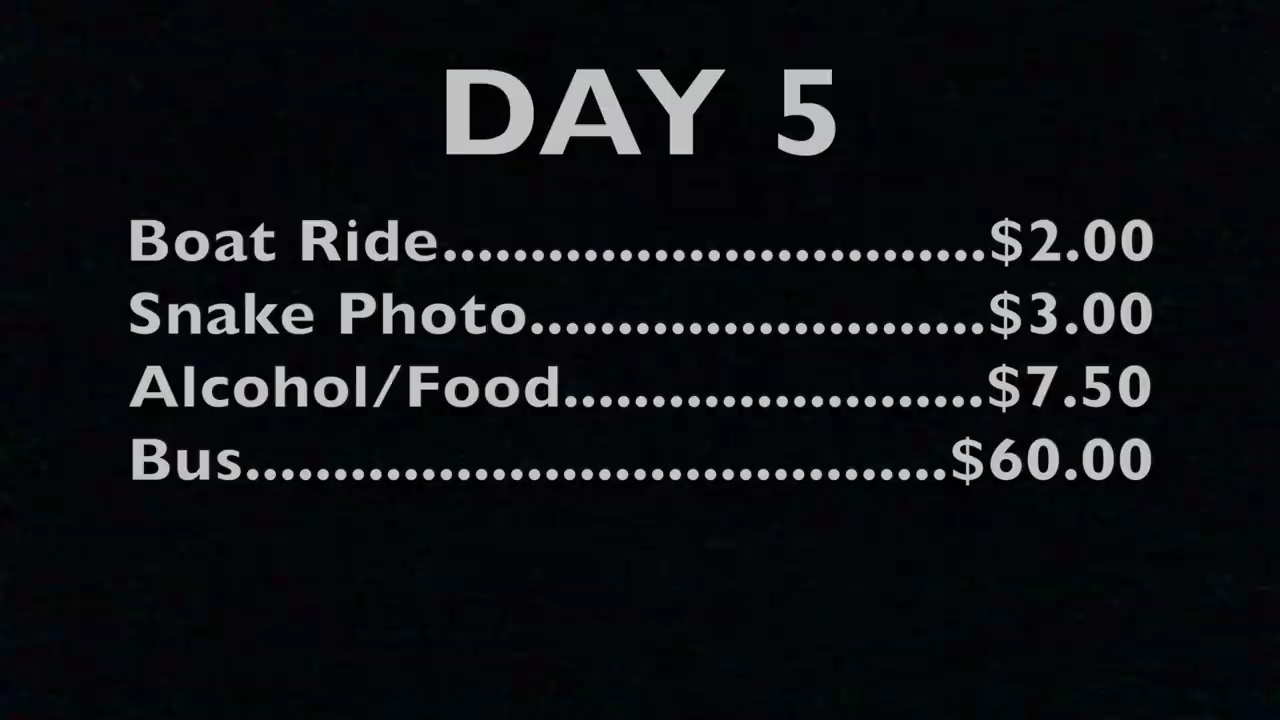 DAY 5
Boat Ride...............................$2.00
Snake Photo..........................$3.00
Alcohol/Food........................$7.50
Bus........................................$60.00